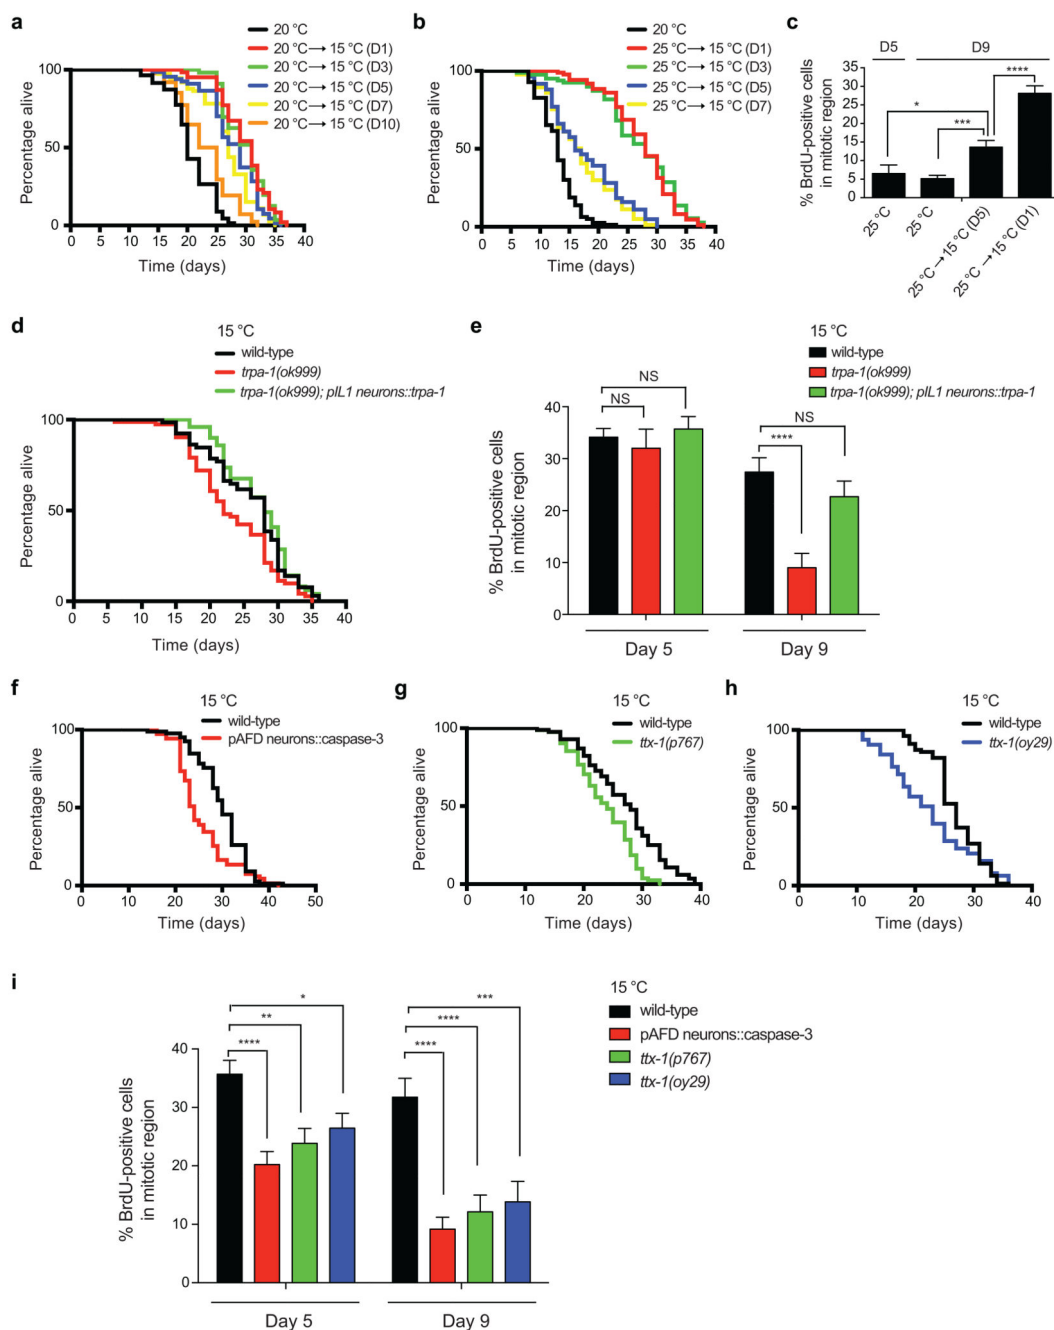 a
20 °C
20 °C→15 °C (D1)
20 °C→15 °C (D3)
20 °C→15 °C (D5)
20 °C→15 °C (D7)
20 °C→15 °C (D10)
Percentage alive
100
50
0
0 5 10 15 20 25 30 35 40
Time (days)
b
20 °C
25 °C→15 °C (D1)
25 °C→15 °C (D3)
25 °C→15 °C (D5)
25 °C→15 °C (D7)
Percentage alive
100
50
0
0 5 10 15 20 25 30 35 40
Time (days)
c
D5 D9
% BrdU-positive cells
in mitotic region
35
30
25
20
15
10
5
0
* *** ****
25 °C
25 °C
25 °C→15 °C (D5)
25 °C→15 °C (D1)
d
15 °C
wild-type
trpa-1(ok999)
trpa-1(ok999); pIL1 neurons::trpa-1
Percentage alive
100
50
0
0 5 10 15 20 25 30 35 40
Time (days)
e
15 °C
wild-type
trpa-1(ok999)
trpa-1(ok999); pIL1 neurons::trpa-1
% BrdU-positive cells
in mitotic region
40
30
20
10
0
NS
NS
NS
****
Day 5 Day 9
f
15 °C
wild-type
pAFD neurons::caspase-3
Percentage alive
100
50
0
0 10 20 30 40 50
Time (days)
g
15 °C
wild-type
ttx-1(p767)
Percentage alive
100
50
0
0 10 20 30 40
Time (days)
h
15 °C
wild-type
ttx-1(oy29)
Percentage alive
100
50
0
0 10 20 30 40
Time (days)
i
15 °C
wild-type
pAFD neurons::caspase-3
ttx-1(p767)
ttx-1(oy29)
% BrdU-positive cells
in mitotic region
40
30
20
10
0
*
**
****
***
****
****
Day 5 Day 9